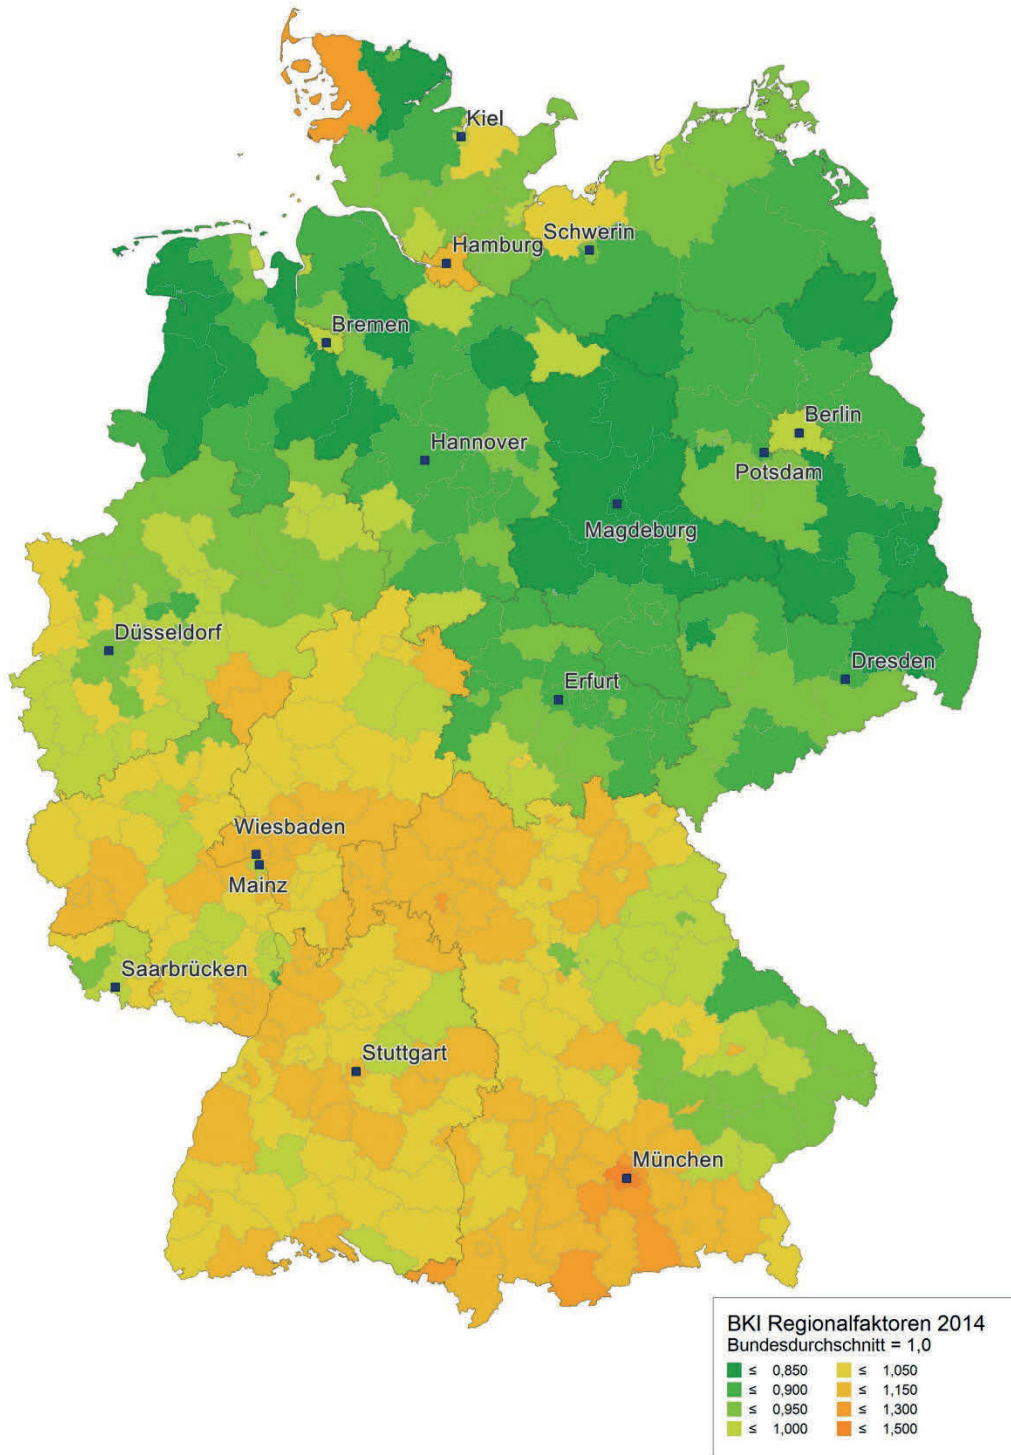 Kiel
Schwerin
Hamburg
Bremen
Berlin
Hannover
Potsdam
Magdeburg
Düsseldorf
Dresden
Erfurt
Wiesbaden
Mainz
Saarbrücken
Stuttgart
München
BKI Regionalfaktoren 2014
Bundesdurchschnitt = 1,0
≤ 0,850 ≤ 1,050
≤ 0,900 ≤ 1,150
≤ 0,950 ≤ 1,300
≤ 1,000 ≤ 1,500